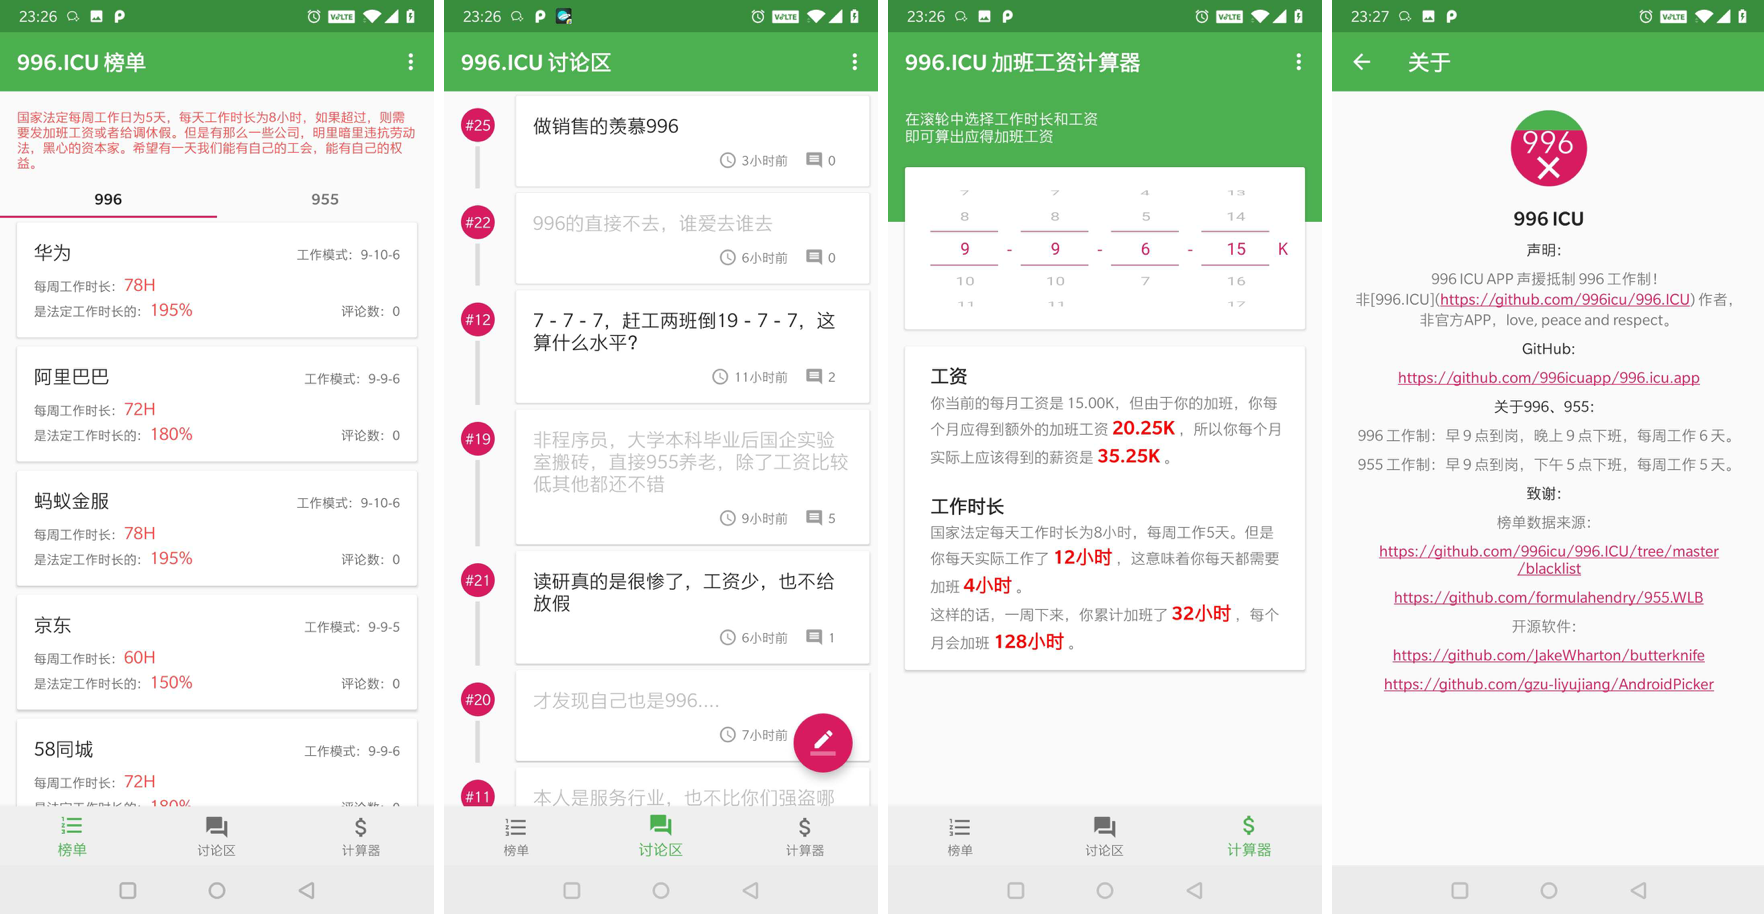 23:26
VoLTE
996.ICU 榜单
国家法定每周工作日为5天，每天工作时长为8小时，如果超过，则需
要发加班工资或者给调休假。但是有那么一些公司，明里暗里违抗劳动
法，黑心的资本家。希望有一天我们能有自己的工会，能有自己的权
益。
996
955
华为
工作模式：9-10-6
每周工作时长：78H
是法定工作时长的：195%
评论数：0
阿里巴巴
工作模式：9-9-6
每周工作时长：72H
是法定工作时长的：180%
评论数：0
蚂蚁金服
工作模式：9-10-6
每周工作时长：78H
是法定工作时长的：195%
评论数：0
京东
工作模式：9-9-5
每周工作时长：60H
是法定工作时长的：150%
评论数：0
58同城
工作模式：9-9-6
每周工作时长：72H
是法定工作时长的：180%
评论数：0
榜单
讨论区
计算器
23:26
VoLTE
996.ICU 讨论区
#25
做销售的羡慕996
3小时前
0
#22
996的直接不去，谁爱去谁去
6小时前
0
#12
7 - 7 - 7，赶工两班倒19 - 7 - 7，这
算什么水平？
11小时前
2
#19
非程序员，大学本科毕业后国企实验
室搬砖，直接955养老，除了工资比较
低其他都还不错
9小时前
5
#21
读研真的是很惨了，工资少，也不给
放假
6小时前
1
#20
才发现自己也是996....
7小时前
#11
本人是服务行业，也不比你们强盗哪
榜单
讨论区
计算器
23:26
VoLTE
996.ICU 加班工资计算器
在滚轮中选择工作时长和工资
即可算出应得加班工资
7 7 4 13
8 8 5 14
9 - 9 - 6 - 15 K
10 10 7 16
11 11 17
工资
你当前的每月工资是 15.00K，但由于你的加班，你每
个月应得到额外的加班工资 20.25K ，所以你每个月
实际上应该得到的薪资是 35.25K 。
工作时长
国家法定每天工作时长为8小时，每周工作5天。但是
你每天实际工作了 12小时 ，这意味着你每天都需要
加班 4小时 。
这样的话，一周下来，你累计加班了 32小时 ，每个
月会加班 128小时 。
榜单
讨论区
计算器
23:27
VoLTE
关于
996
996 ICU
声明：
996 ICU APP 声援抵制 996 工作制！
非[996.ICU](https://github.com/996icu/996.ICU) 作者，
非官方APP，love, peace and respect。
GitHub:
https://github.com/996icuapp/996.icu.app
关于996、955：
996 工作制：早 9 点到岗，晚上 9 点下班，每周工作 6 天。
955 工作制：早 9 点到岗，下午 5 点下班，每周工作 5 天。
致谢：
榜单数据来源：
https://github.com/996icu/996.ICU/tree/master
/blacklist
https://github.com/formulahendry/955.WLB
开源软件：
https://github.com/JakeWharton/butterknife
https://github.com/gzu-liyujiang/AndroidPicker